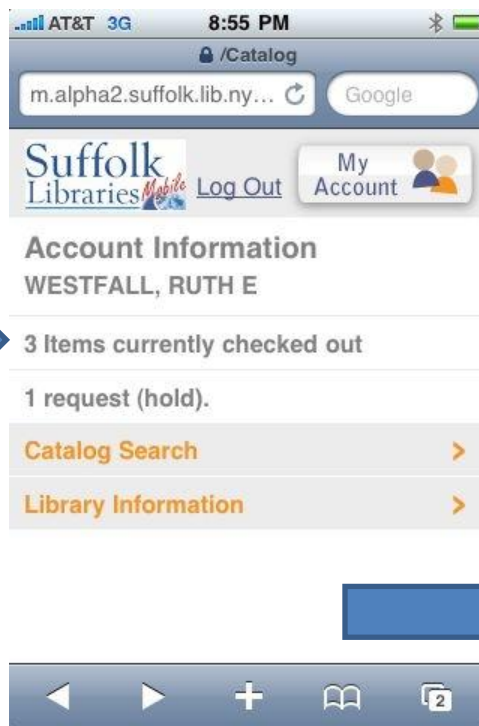 AT&T 3G 8:55 PM
/Catalog
m.alpha2.suffolk.lib.ny... Google
Suffolk
Libraries Mobile Log Out My Account
Account Information
WESTFALL, RUTH E
3 Items currently checked out
1 request (hold).
Catalog Search >
Library Information >
2